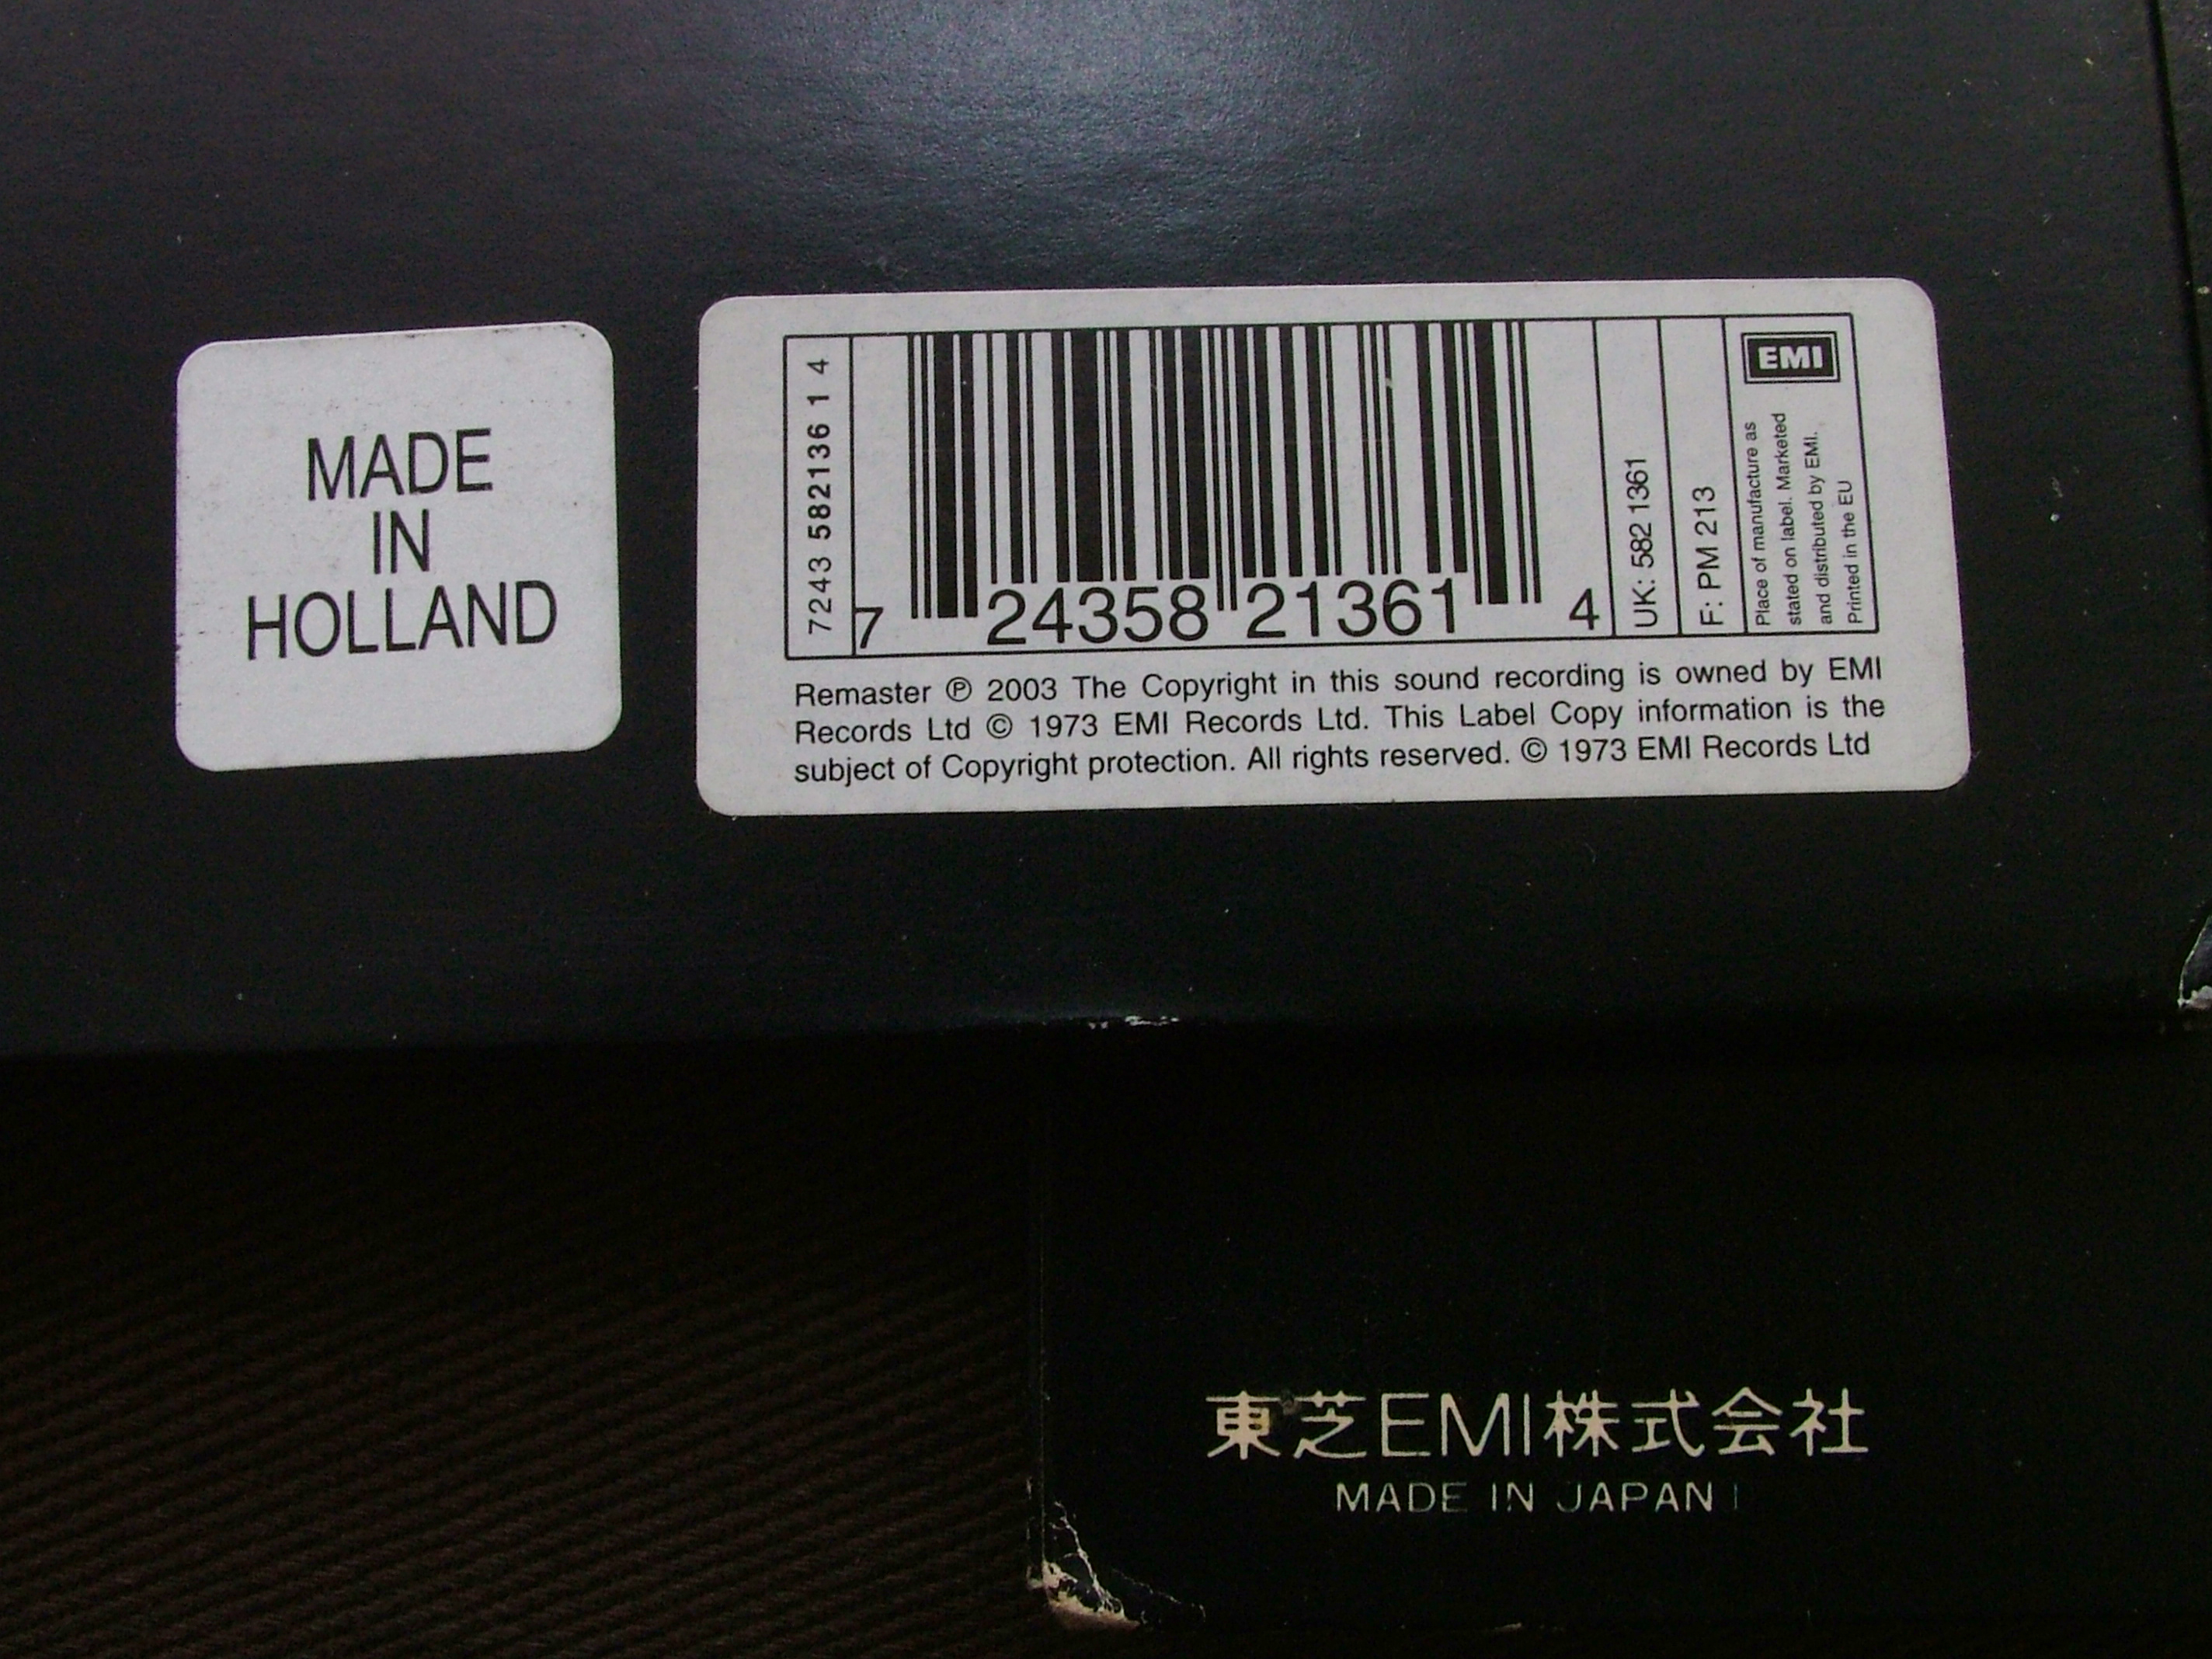 MADE
IN
HOLLAND
7243 582136 1 4
7 24358 21361 4
UK: 582 1361
F: PM 213
EMI
Place of manufacture as
stated on label. Marketed
and distributed by EMI.
Printed in the EU
Remaster ℗ 2003 The Copyright in this sound recording is owned by EMI
Records Ltd © 1973 EMI Records Ltd. This Label Copy information is the
subject of Copyright protection. All rights reserved. © 1973 EMI Records Ltd
東芝EMI株式会社
MADE IN JAPAN